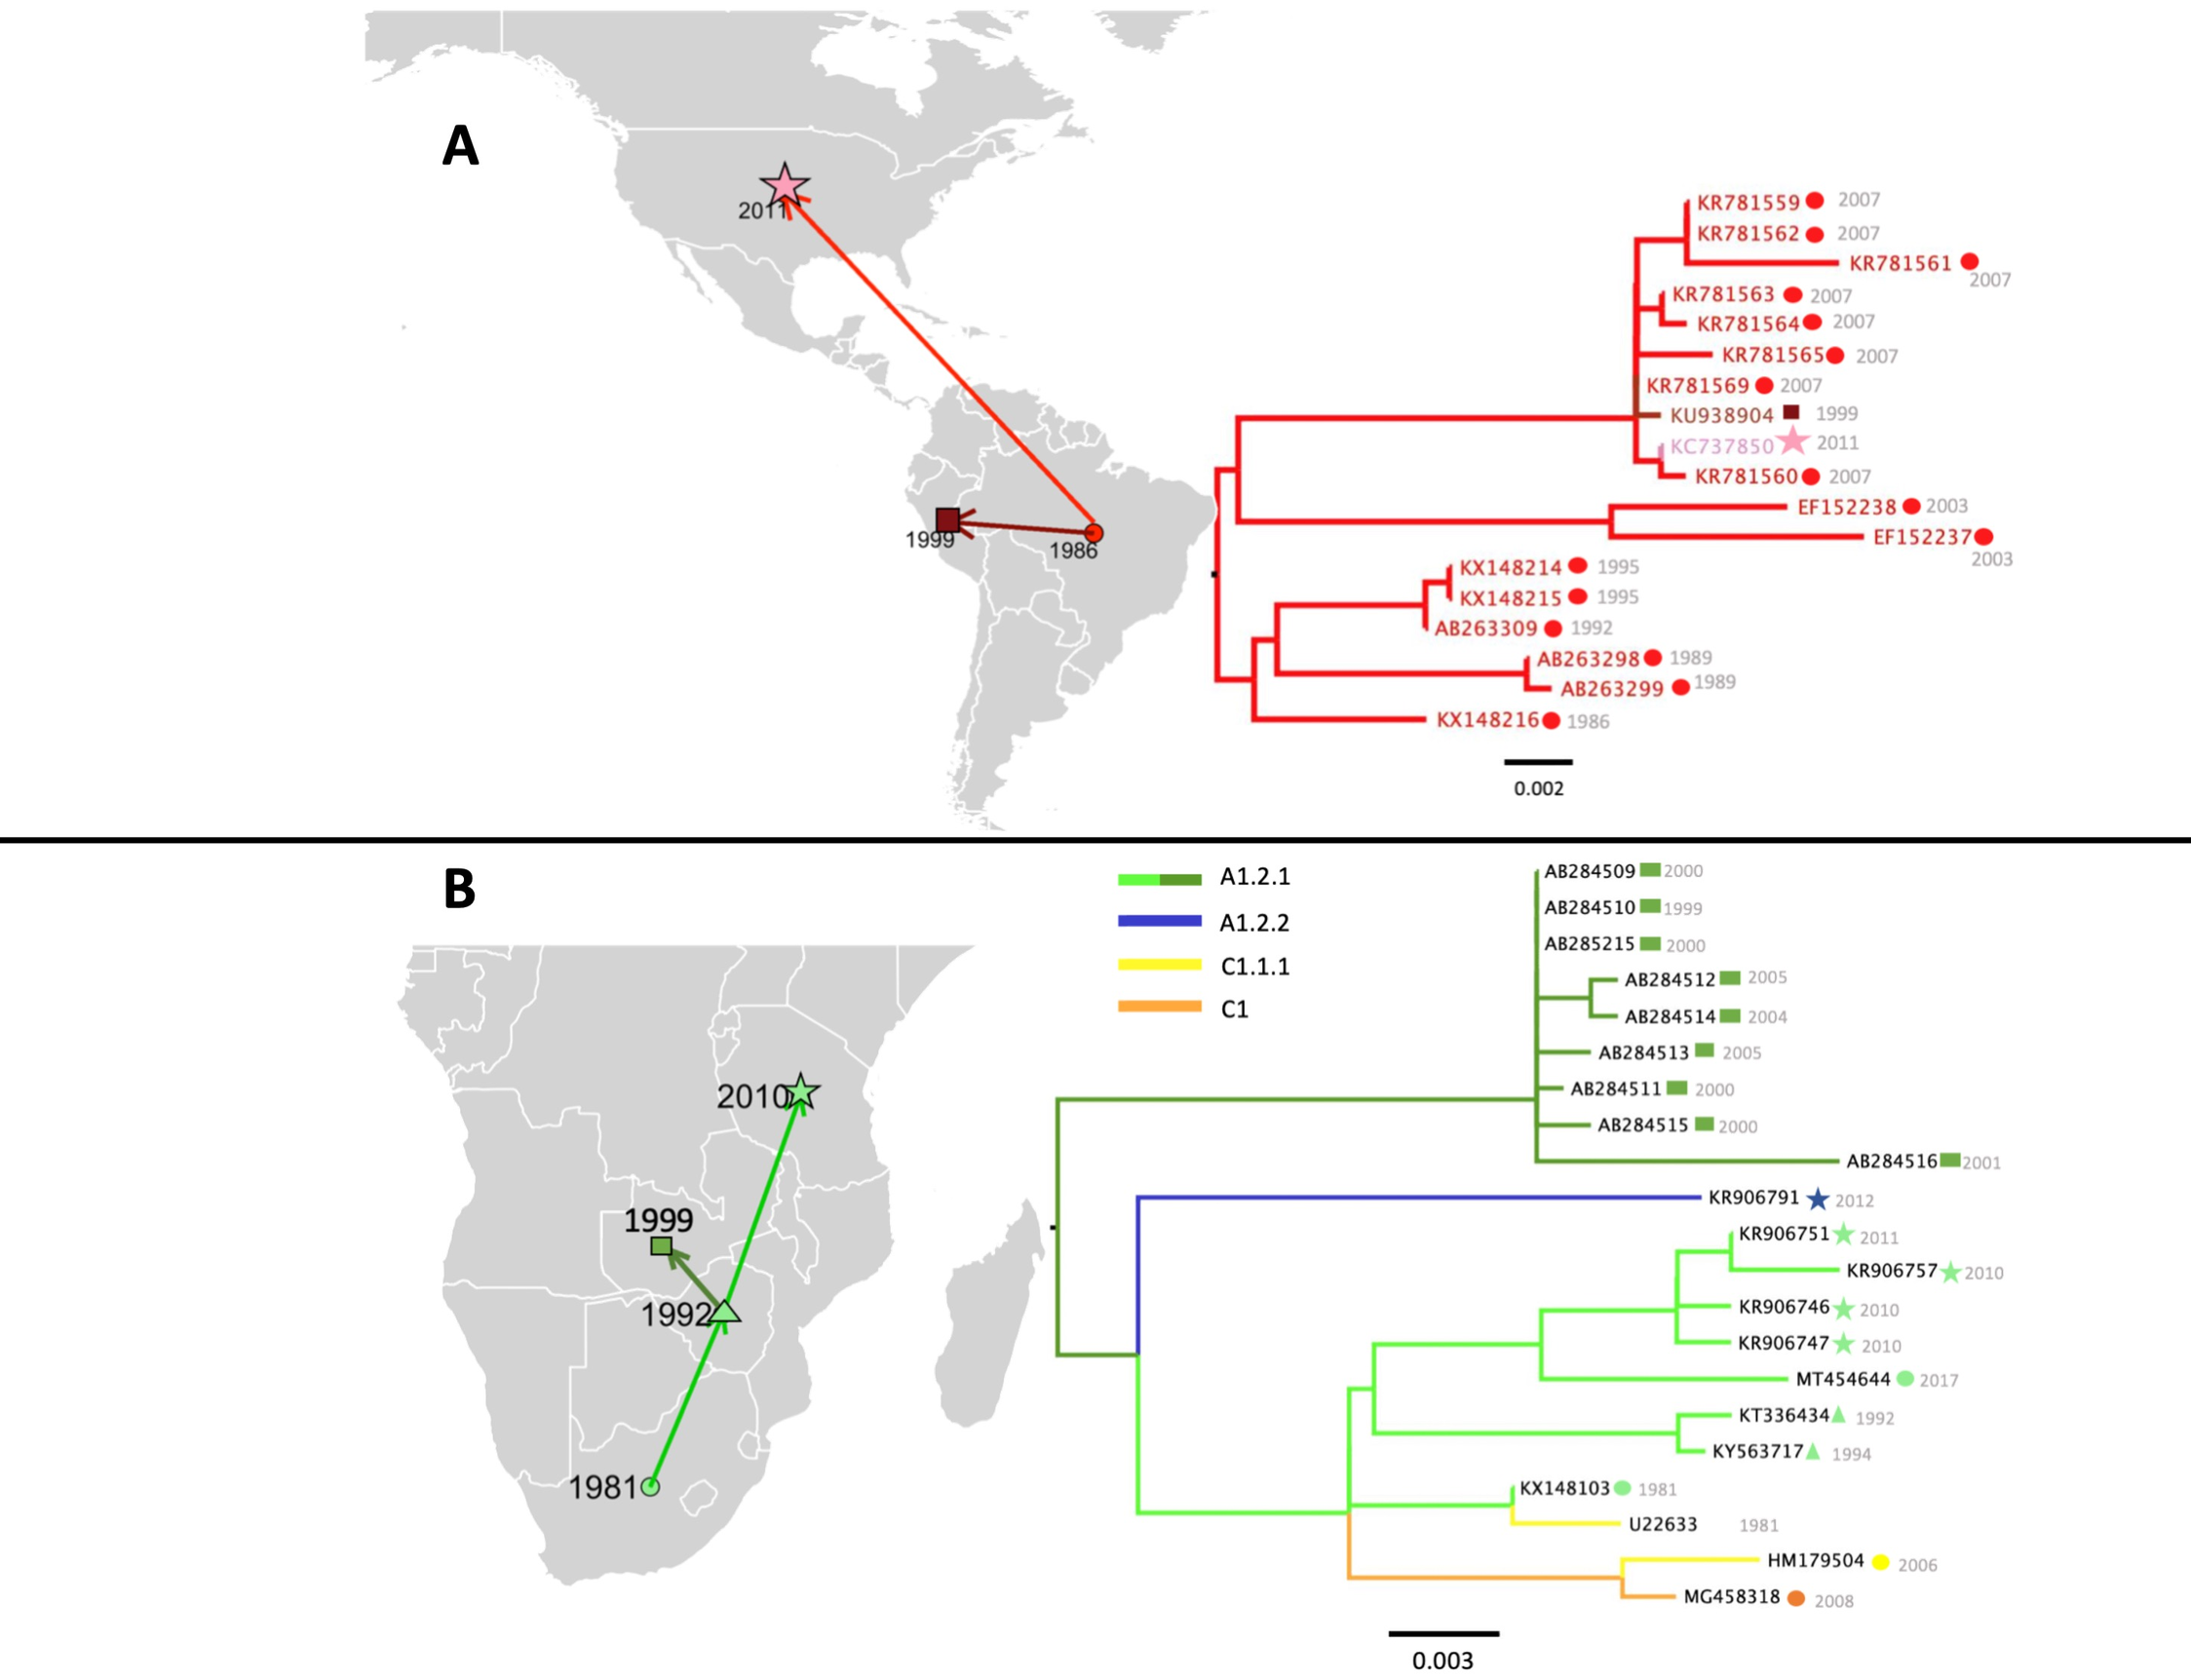 A
2011
1999
1986
KR781559 2007
KR781562 2007
KR781561
2007
KR781563 2007
KR781564 2007
KR781565 2007
KR781569 2007
KU938904 1999
KC737850 2011
KR781560 2007
EF152238 2003
EF152237
2003
KX148214 1995
KX148215 1995
AB263309 1992
AB263298 1989
AB263299 1989
KX148216 1986
0.002
B
A1.2.1
A1.2.2
C1.1.1
C1
2010
1999
1992
1981
AB284509 2000
AB284510 1999
AB285215 2000
AB284512 2005
AB284514 2004
AB284513 2005
AB284511 2000
AB284515 2000
AB284516 2001
KR906791 2012
KR906751 2011
KR906757 2010
KR906746 2010
KR906747 2010
MT454644 2017
KT336434 1992
KY563717 1994
KX148103 1981
U22633 1981
HM179504 2006
MG458318 2008
0.003